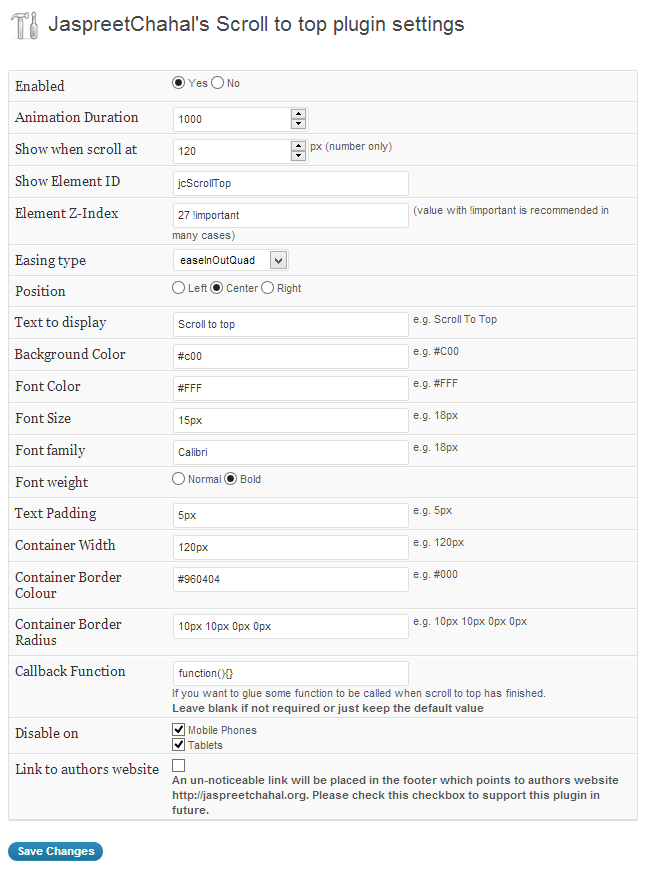 JaspreetChahal's Scroll to top plugin settings
Enabled Yes No
Animation Duration 1000
Show when scroll at 120 px (number only)
Show Element ID jcScrollTop
Element Z-Index 27 !important (value with !important is recommended in
many cases)
Easing type easeInOutQuad
Position Left Center Right
Text to display Scroll to top e.g. Scroll To Top
Background Color #c00 e.g. #C00
Font Color #FFF e.g. #FFF
Font Size 15px e.g. 18px
Font family Calibri e.g. 18px
Font weight Normal Bold
Text Padding 5px e.g. 5px
Container Width 120px e.g. 120px
Container Border
Colour #960404 e.g. #000
Container Border
Radius 10px 10px 0px 0px e.g. 10px 10px 0px 0px
Callback Function function(){}
If you want to glue some function to be called when scroll to top has finished.
Leave blank if not required or just keep the default value
Disable on Mobile Phones
Tablets
Link to authors website
An un-noticeable link will be placed in the footer which points to authors website
http://jaspreetchahal.org. Please check this checkbox to support this plugin in
future.
Save Changes